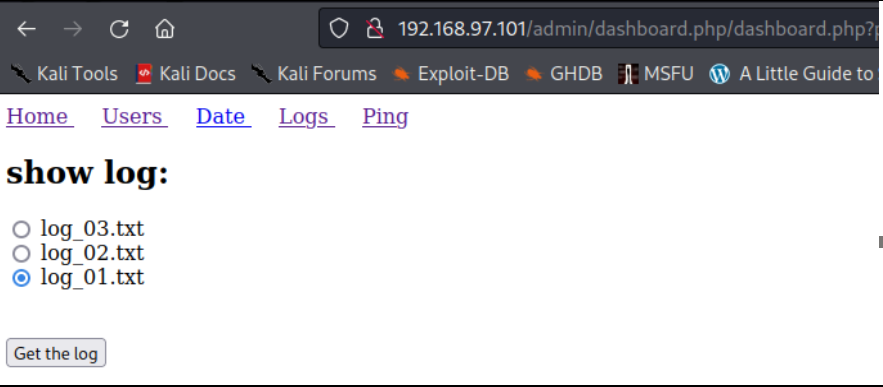 192.168.97.101/admin/dashboard.php/dashboard.php?
Kali Tools Kali Docs Kali Forums Exploit-DB GHDB MSFU A Little Guide to
Home Users Date Logs Ping
show log:
log_03.txt
log_02.txt
log_01.txt
Get the log